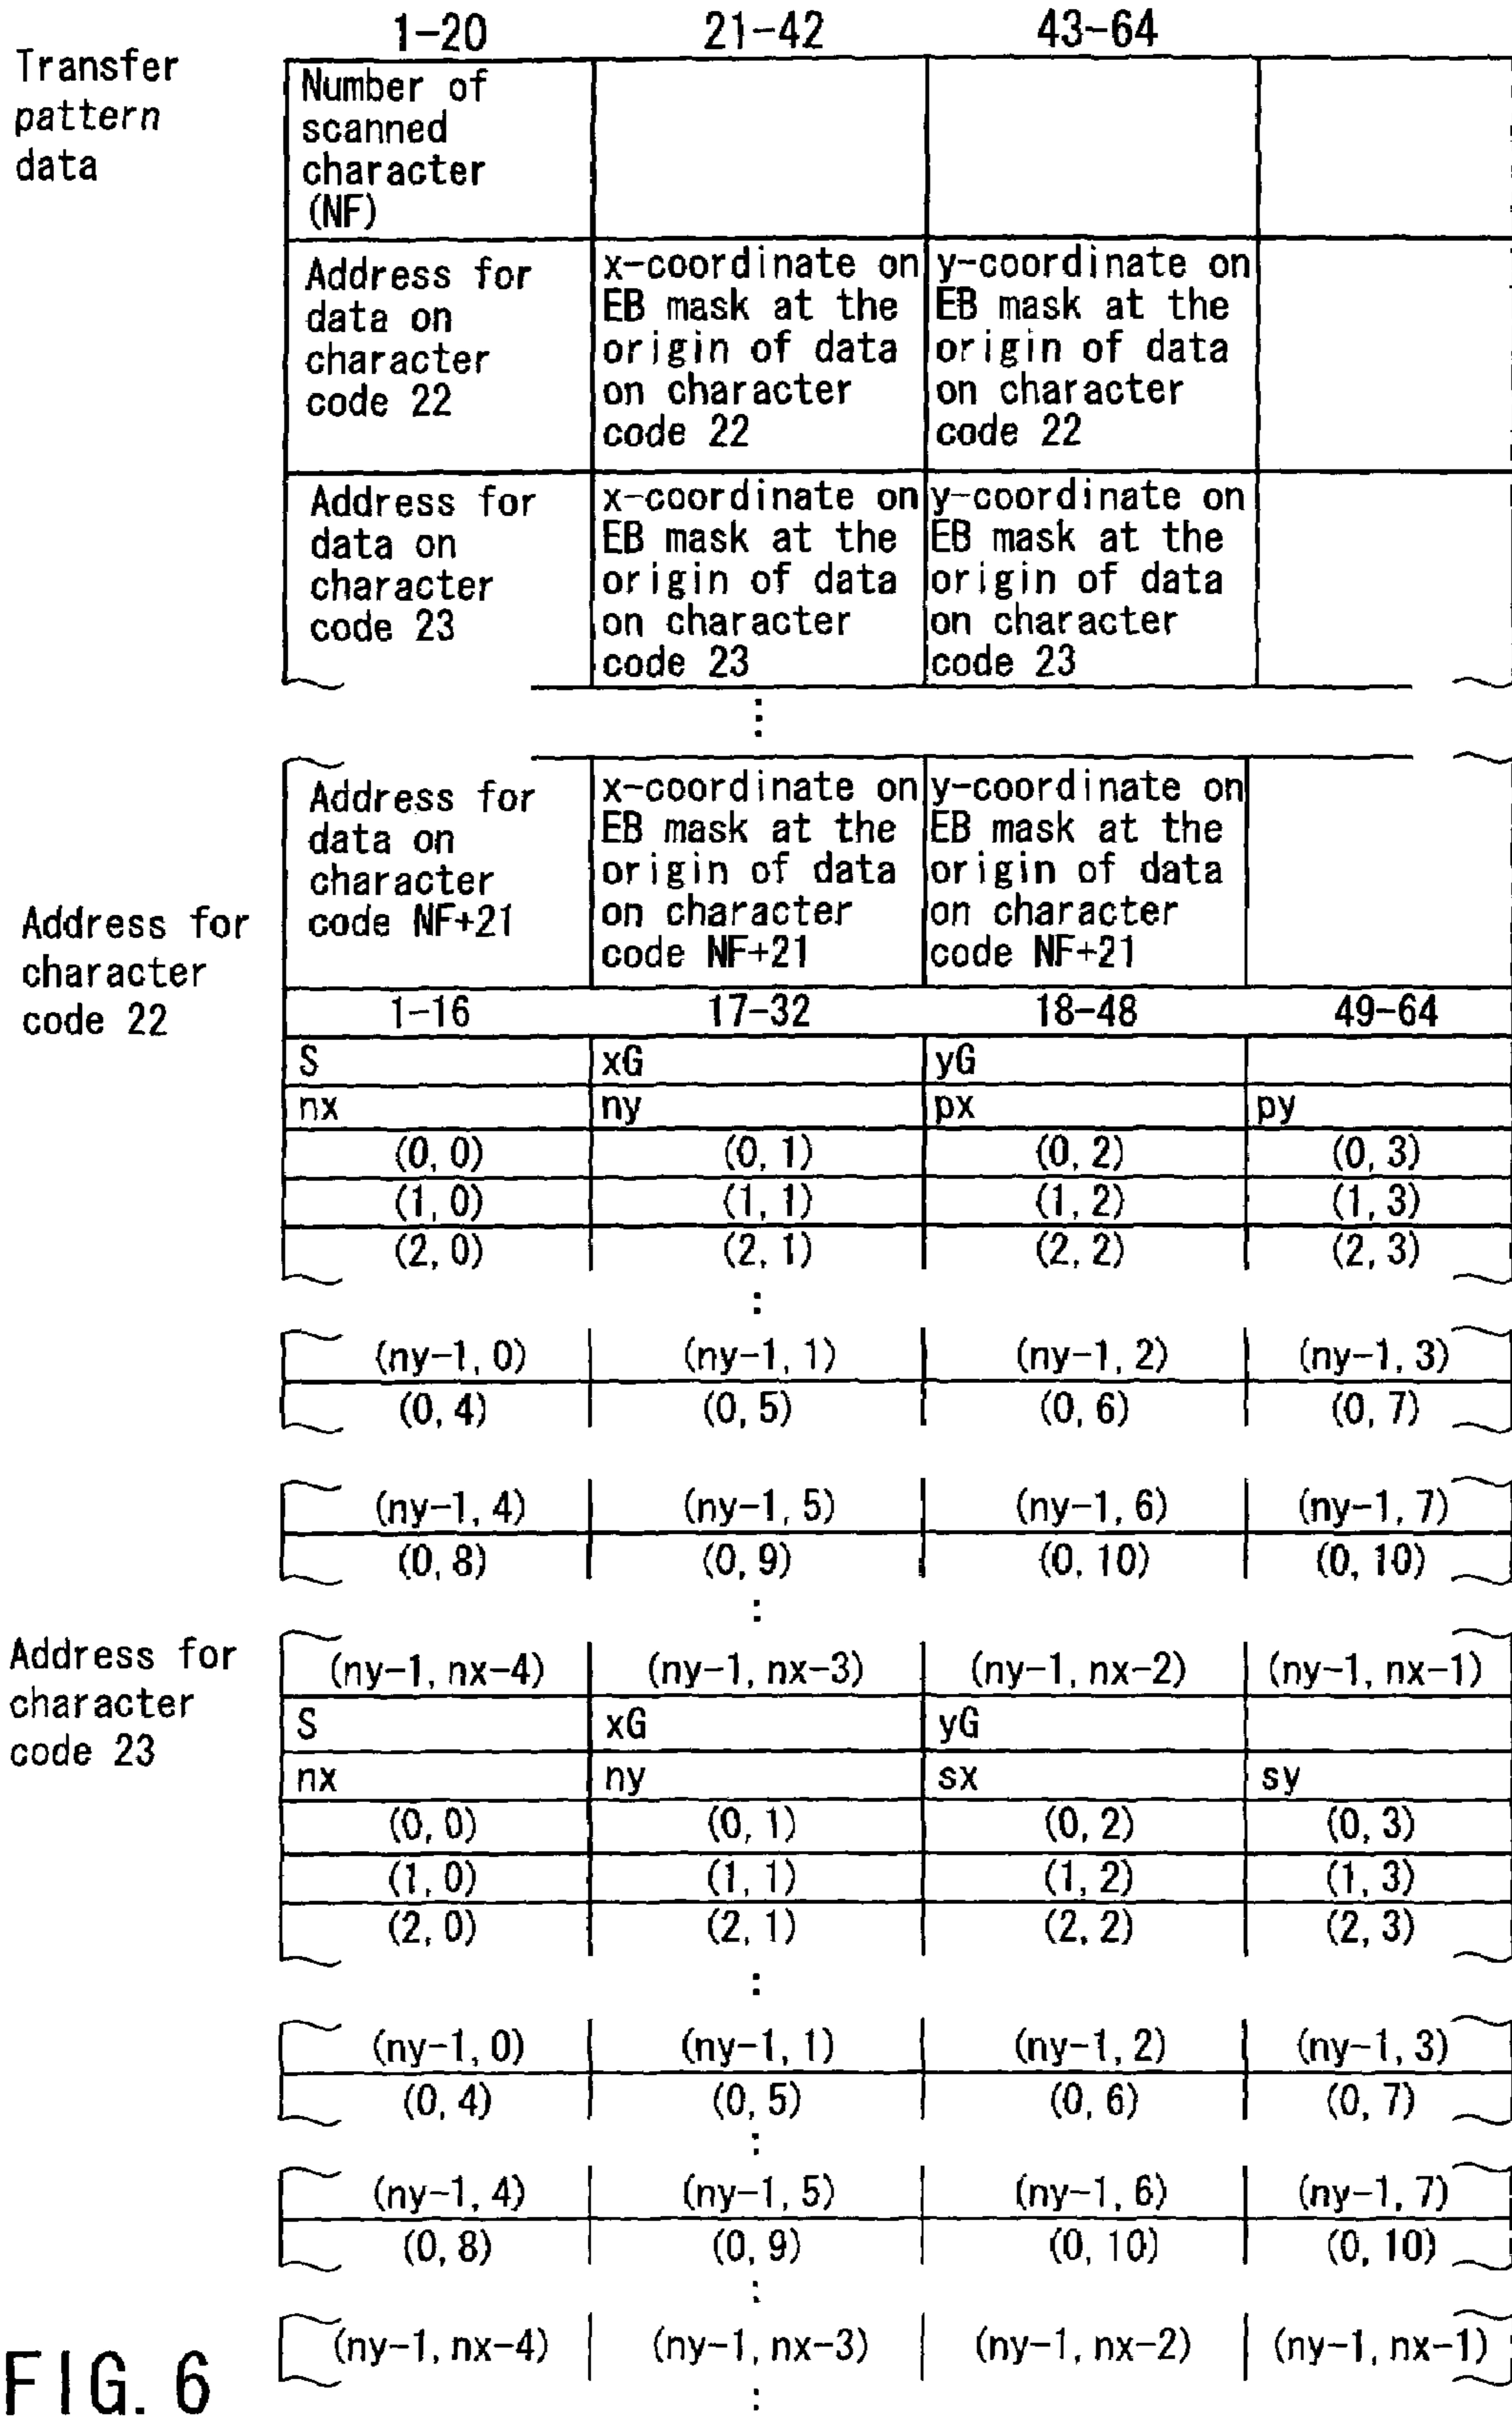 1-20 21-42 43-64
Transfer
pattern
data
Number of
scanned
character
(NF)
Address for
data on
character
code 22
x-coordinate on
EB mask at the
origin of data
on character
code 22
y-coordinate on
EB mask at the
origin of data
on character
code 22
Address for
data on
character
code 23
x-coordinate on
EB mask at the
origin of data
on character
code 23
y-coordinate on
EB mask at the
origin of data
on character
code 23
:
Address for
data on
character
code NF+21
x-coordinate on
EB mask at the
origin of data
on character
code NF+21
y-coordinate on
EB mask at the
origin of data
on character
code NF+21
Address for
character
code 22
1-16 17-32 18-48 49-64
S xG yG
nx ny px py
(0, 0) (0, 1) (0, 2) (0, 3)
(1, 0) (1, 1) (1, 2) (1, 3)
(2, 0) (2, 1) (2, 2) (2, 3)
:
(ny-1, 0) (ny-1, 1) (ny-1, 2) (ny-1, 3)
(0, 4) (0, 5) (0, 6) (0, 7)
(ny-1, 4) (ny-1, 5) (ny-1, 6) (ny-1, 7)
(0, 8) (0, 9) (0, 10) (0, 10)
:
Address for
character
code 23
(ny-1, nx-4) (ny-1, nx-3) (ny-1, nx-2) (ny-1, nx-1)
S xG yG
nx ny sx sy
(0, 0) (0, 1) (0, 2) (0, 3)
(1, 0) (1, 1) (1, 2) (1, 3)
(2, 0) (2, 1) (2, 2) (2, 3)
:
(ny-1, 0) (ny-1, 1) (ny-1, 2) (ny-1, 3)
(0, 4) (0, 5) (0, 6) (0, 7)
:
(ny-1, 4) (ny-1, 5) (ny-1, 6) (ny-1, 7)
(0, 8) (0, 9) (0, 10) (0, 10)
:
(ny-1, nx-4) (ny-1, nx-3) (ny-1, nx-2) (ny-1, nx-1)
:
FIG. 6